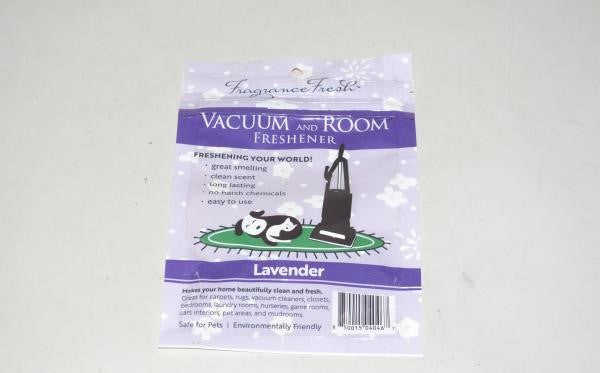 Fragrance Fresh™
VACUUM AND ROOM
FRESHENER
FRESHENING YOUR WORLD!
• great smelling
• clean scent
• long lasting
• no harsh chemicals
• easy to use
Lavender
Makes your home beautifully clean and fresh.
Great for carpets, rugs, vacuum cleaners, closets,
bedrooms, laundry rooms, nurseries, game rooms,
cars interiors, pet areas, and mudrooms.
Safe for Pets | Environmentally Friendly